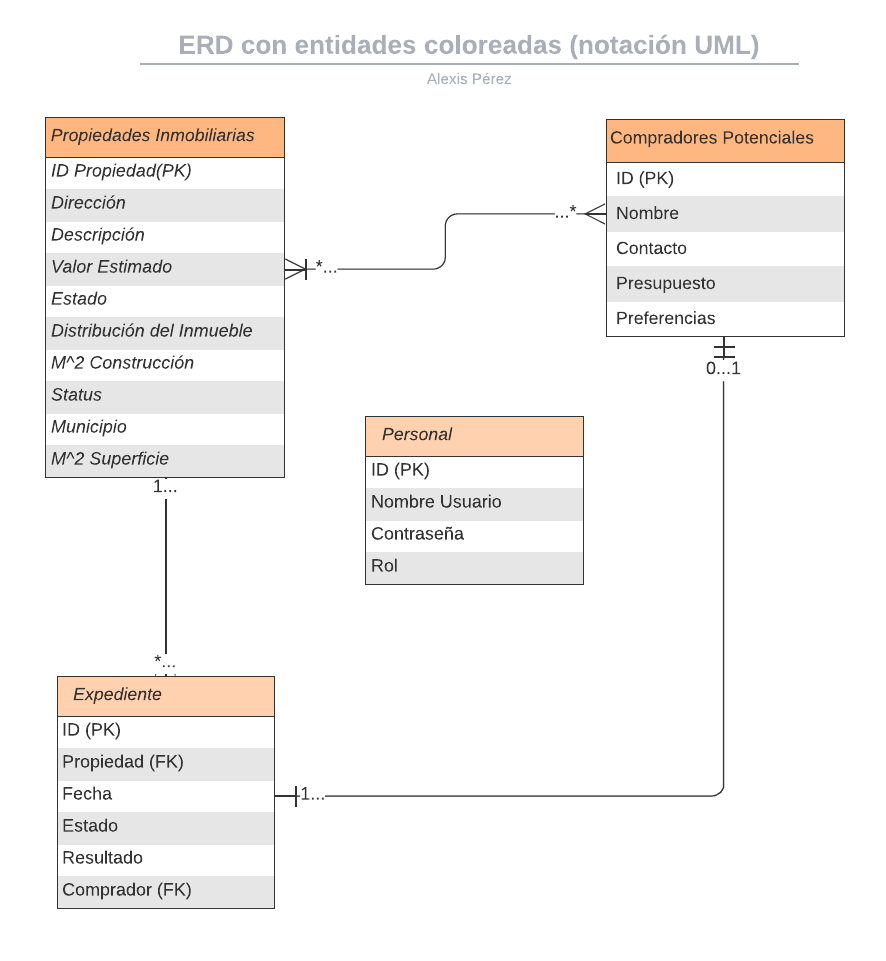 ERD con entidades coloreadas (notación UML)
Alexis Pérez
Propiedades Inmobiliarias
ID Propiedad(PK)
Dirección
Descripción
Valor Estimado
Estado
Distribución del Inmueble
M^2 Construcción
Status
Municipio
M^2 Superficie
*...
...*
Compradores Potenciales
ID (PK)
Nombre
Contacto
Presupuesto
Preferencias
0...1
Personal
ID (PK)
Nombre Usuario
Contraseña
Rol
1...
*...
Expediente
ID (PK)
Propiedad (FK)
Fecha
Estado
Resultado
Comprador (FK)
1...